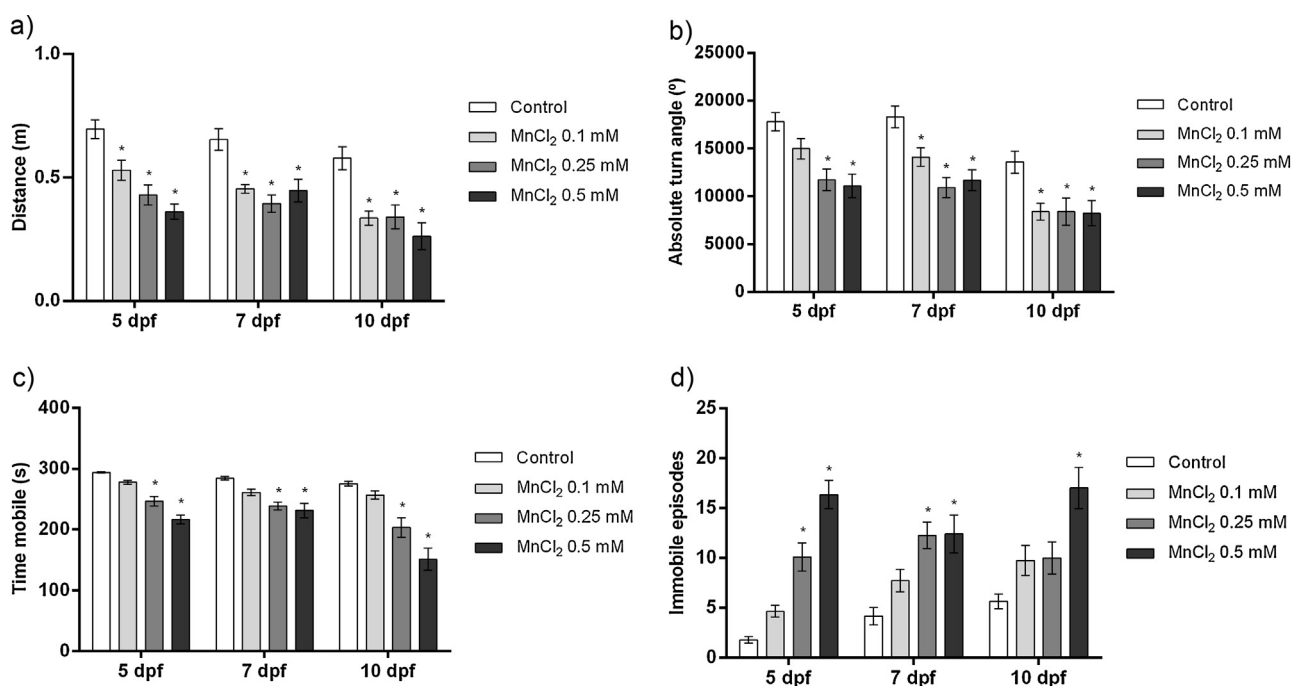 a)
1.0
0.5
0.0
Distance (m)
* * *
* * *
* * *
5 dpf 7 dpf 10 dpf
Control
MnCl₂ 0.1 mM
MnCl₂ 0.25 mM
MnCl₂ 0.5 mM
b)
25000
20000
15000
10000
5000
0
Absolute turn angle (º)
* *
* * *
* * *
5 dpf 7 dpf 10 dpf
Control
MnCl₂ 0.1 mM
MnCl₂ 0.25 mM
MnCl₂ 0.5 mM
c)
400
300
200
100
0
Time mobile (s)
* *
* *
* *
5 dpf 7 dpf 10 dpf
Control
MnCl₂ 0.1 mM
MnCl₂ 0.25 mM
MnCl₂ 0.5 mM
d)
25
20
15
10
5
0
Immobile episodes
* *
* *
*
5 dpf 7 dpf 10 dpf
Control
MnCl₂ 0.1 mM
MnCl₂ 0.25 mM
MnCl₂ 0.5 mM